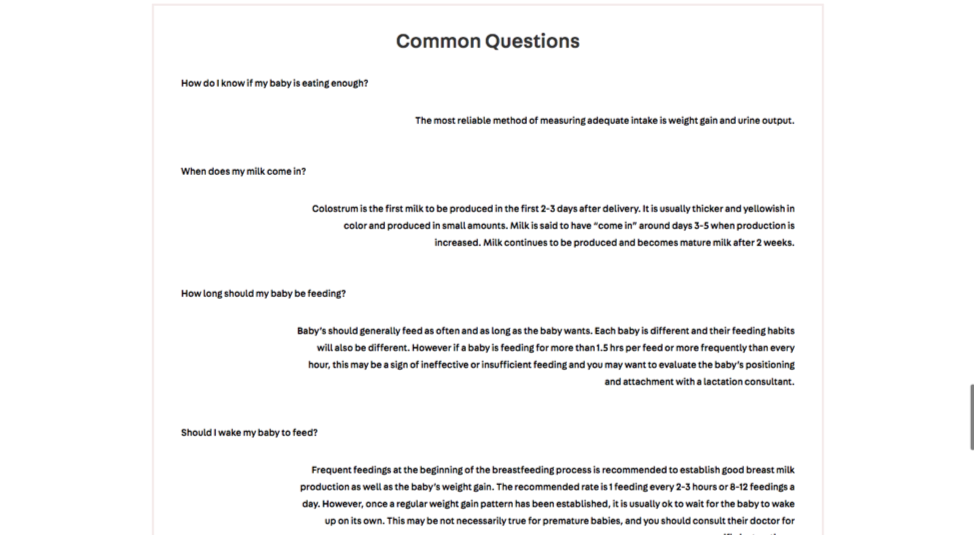 Common Questions
How do I know if my baby is eating enough?
The most reliable method of measuring adequate intake is weight gain and urine output.
When does my milk come in?
Colostrum is the first milk to be produced in the first 2-3 days after delivery. It is usually thicker and yellowish in
color and produced in small amounts. Milk is said to have “come in” around days 3-5 when production is
increased. Milk continues to be produced and becomes mature milk after 2 weeks.
How long should my baby be feeding?
Baby’s should generally feed as often and as long as the baby wants. Each baby is different and their feeding habits
will also be different. However if a baby is feeding for more than 1.5 hrs per feed or more frequently than every
hour, this may be a sign of ineffective or insufficient feeding and you may want to evaluate the baby’s positioning
and attachment with a lactation consultant.
Should I wake my baby to feed?
Frequent feedings at the beginning of the breastfeeding process is recommended to establish good breast milk
production as well as the baby’s weight gain. The recommended rate is 1 feeding every 2-3 hours or 8-12 feedings a
day. However, once a regular weight gain pattern has been established, it is usually ok to wait for the baby to wake
up on its own. This may be not necessarily true for premature babies, and you should consult their doctor for